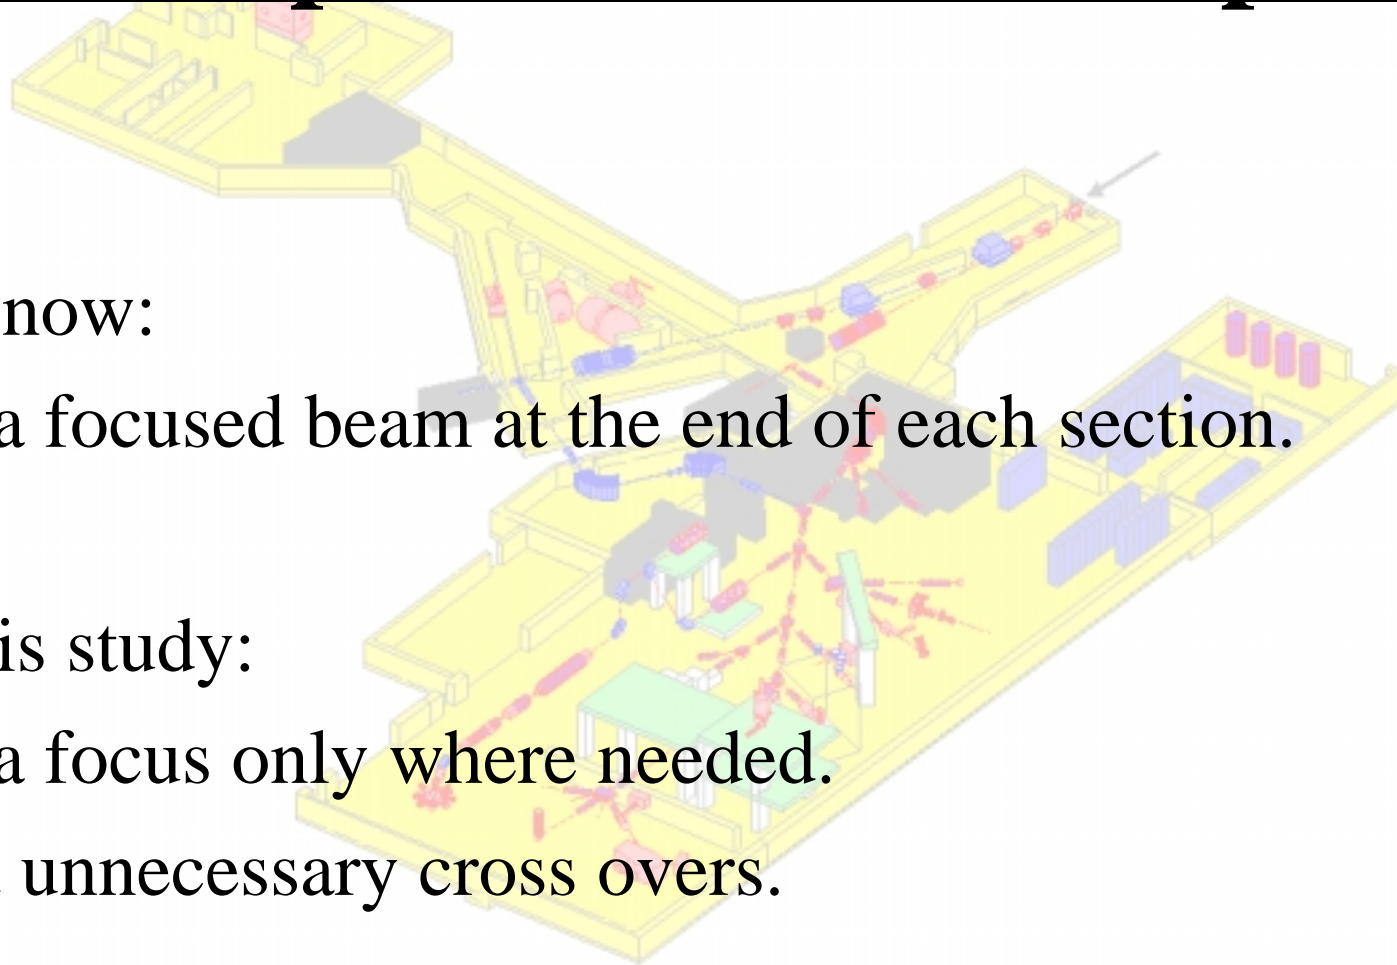 now:
a focused beam at the end of each section.
is study:
a focus only where needed.
unnecessary cross overs.